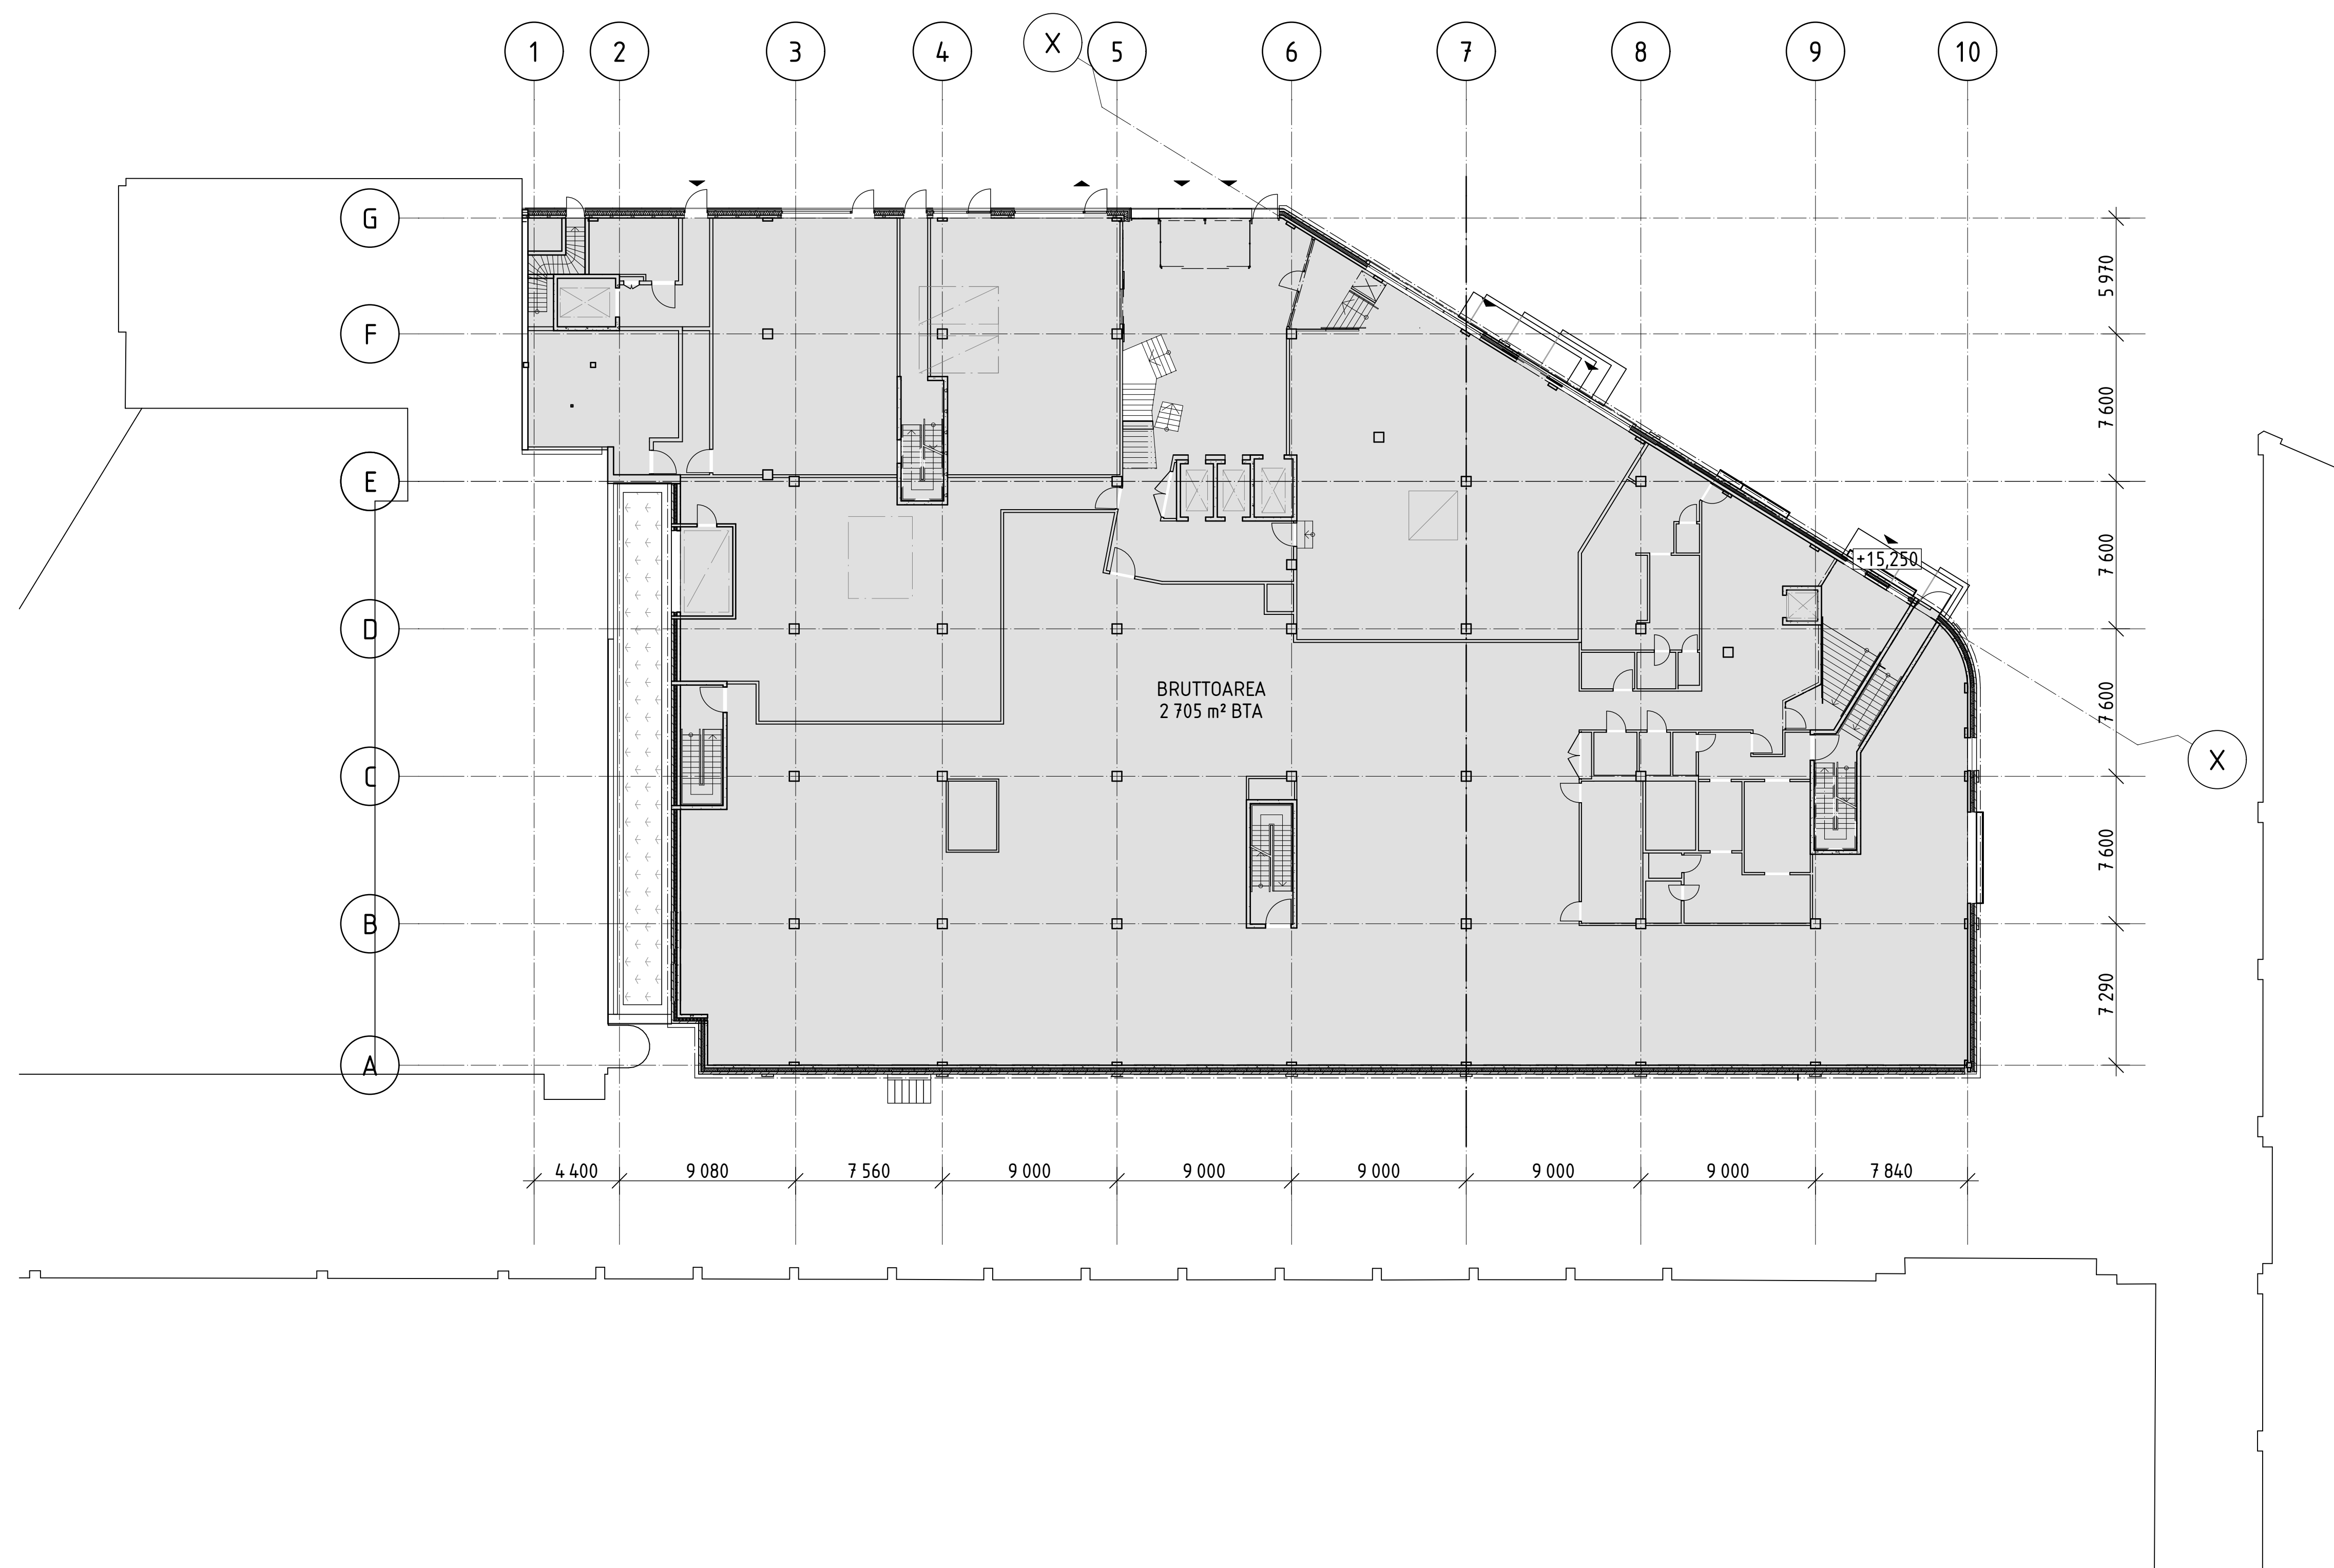 1 2 3 4 X 5 6 7 8 9 10
G
5 970
F
7 600
E
7 600
+15,250
D
BRUTTOAREA
2 705 m² BTA
7 600
X
C
7 600
B
7 290
A
4 400 9 080 7 560 9 000 9 000 9 000 9 000 9 000 7 840